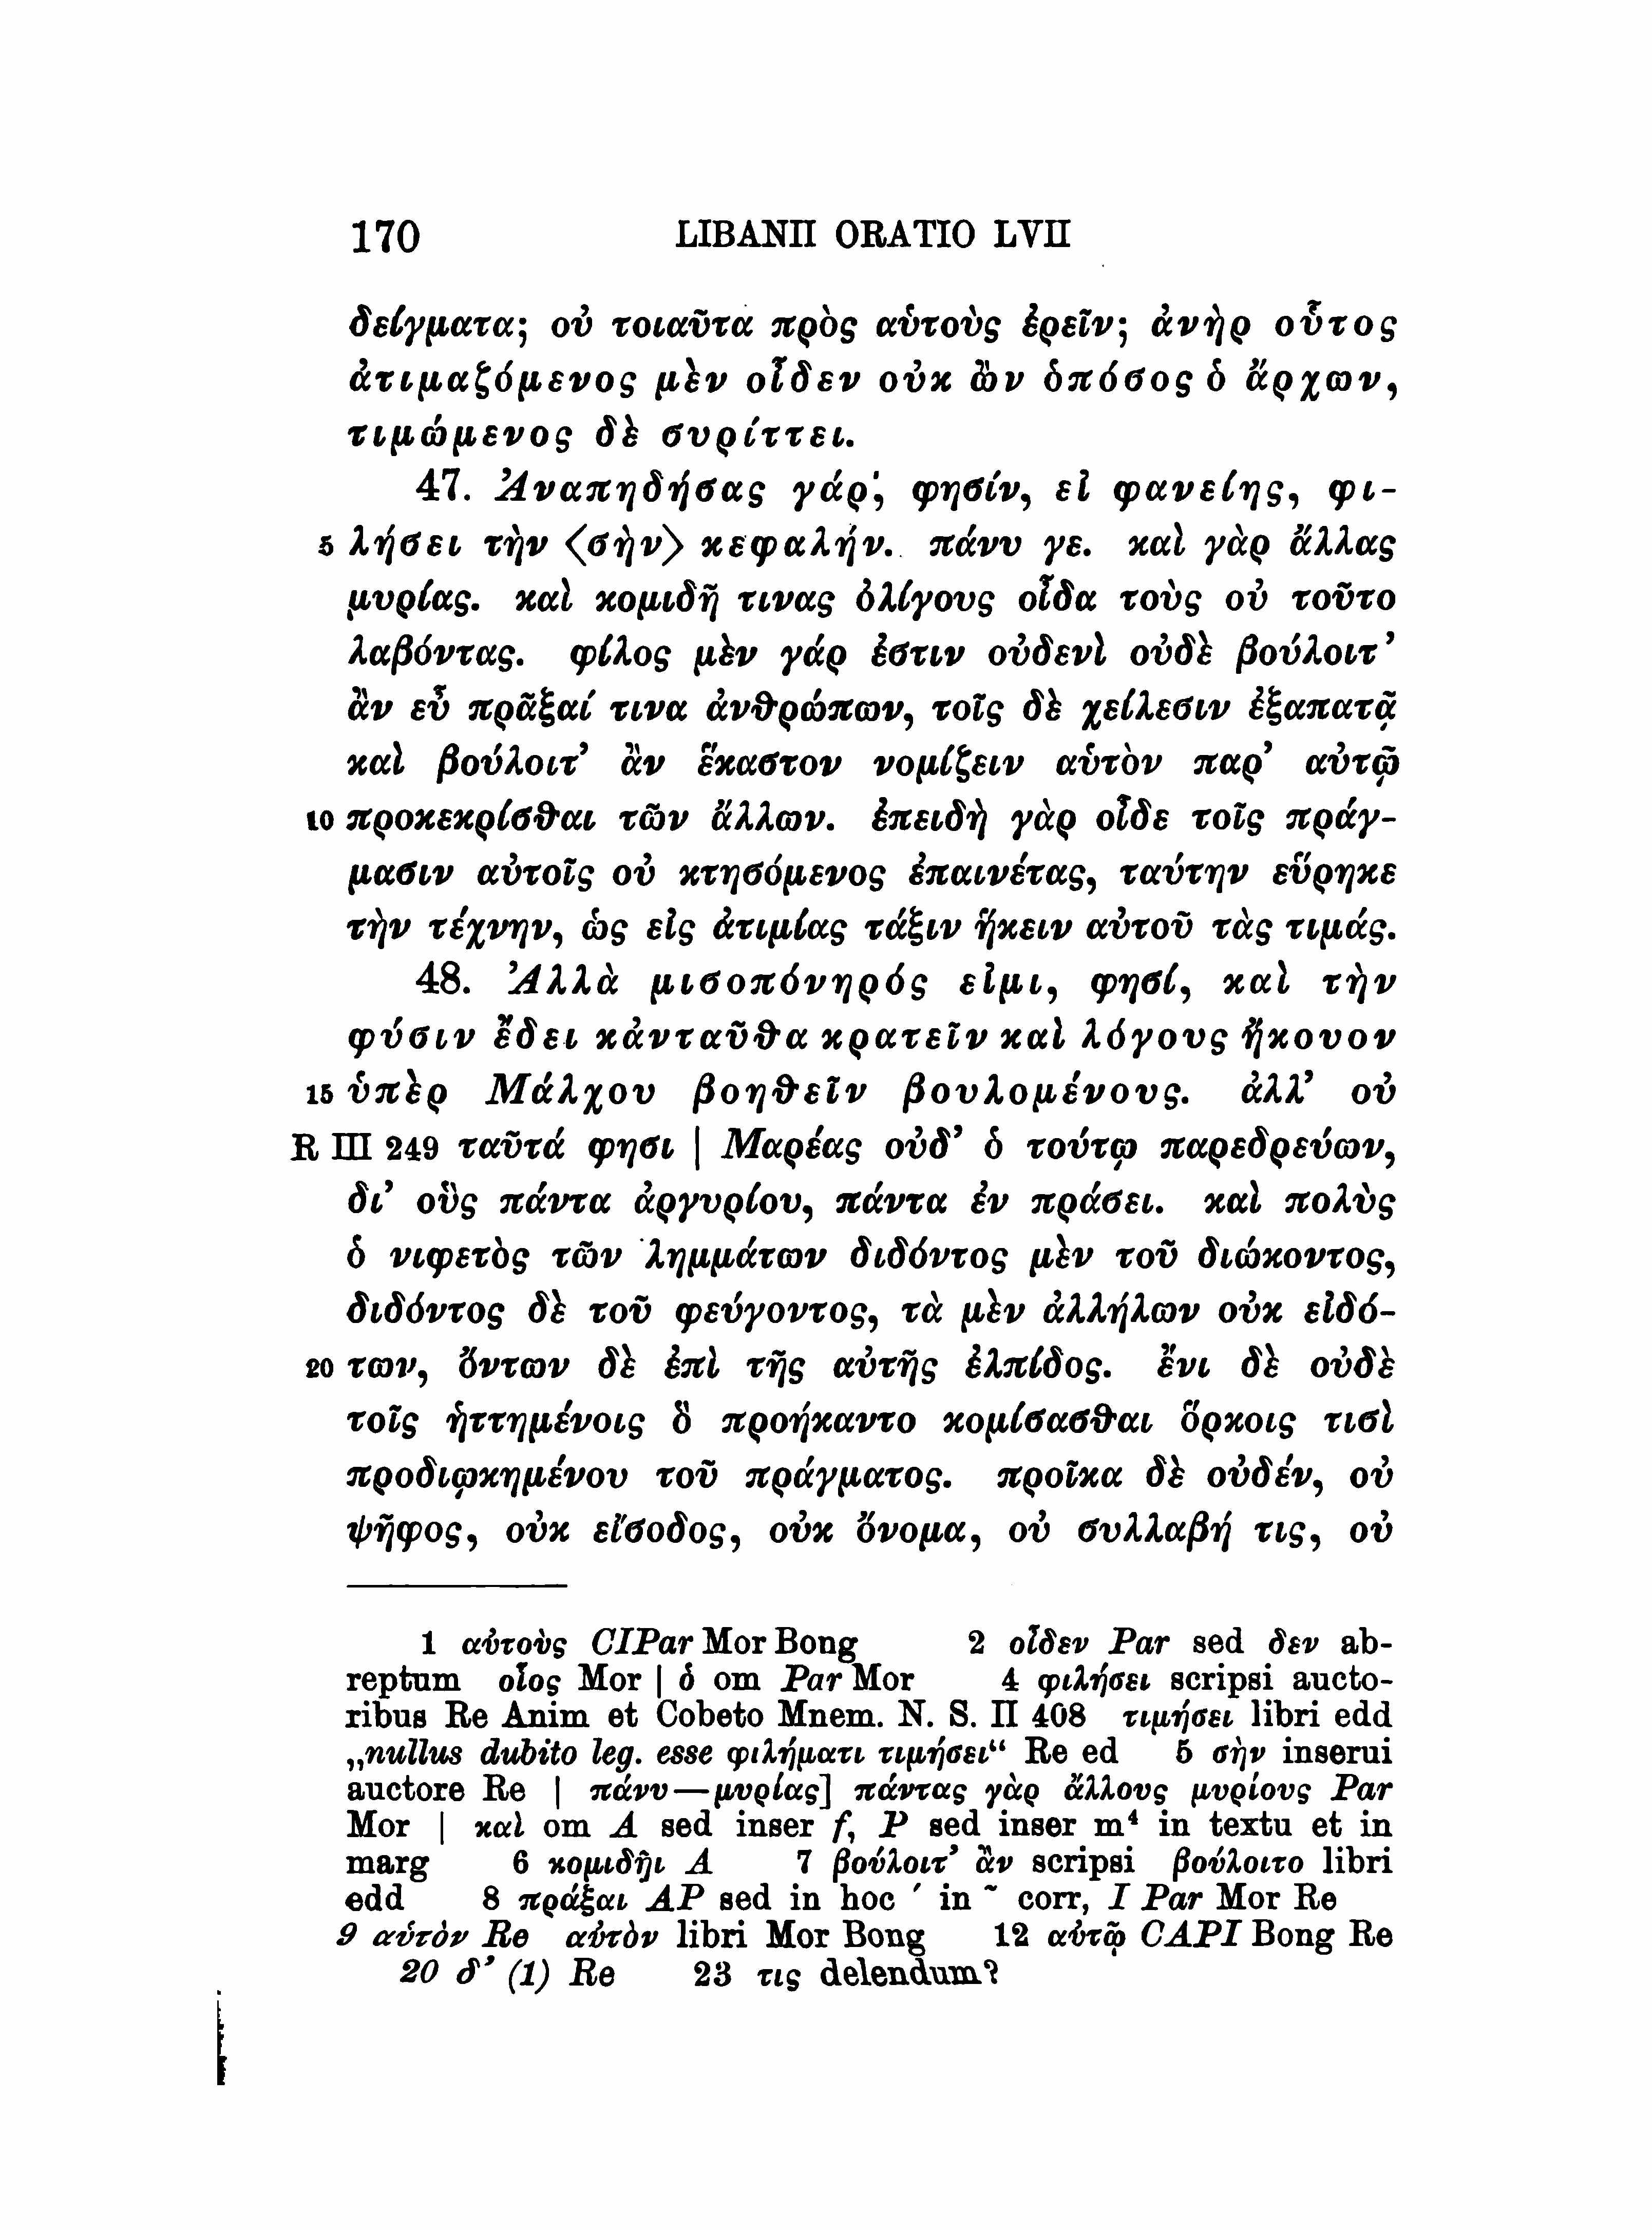 170 LIBANII ORATIO LVII
δείγματα; οὐ τοιαῦτα πρὸς αὑτοὺς ἐρεῖν; ἀνὴρ οὗτος
ἀτιμαζόμενος μὲν οἶδεν οὐκ ὢν ὁπόσος ὁ ἄρχων,
τιμώμενος δὲ συρίττει.
47. Ἀναπηδήσας γάρ, φησίν, εἰ φανείης, φι-
5 λήσει τὴν ⟨σὴν⟩ κεφαλήν. πάνυ γε. καὶ γὰρ ἄλλας
μυρίας. καὶ κομιδῆ τινας ὀλίγους οἶδα τοὺς οὐ τοῦτο
λαβόντας. φίλος μὲν γάρ ἐστιν οὐδενὶ οὐδὲ βούλοιτ’
ἂν εὖ πρᾶξαί τινα ἀνθρώπων, τοῖς δὲ χείλεσιν ἐξαπατᾷ
καὶ βούλοιτ’ ἂν ἕκαστον νομίζειν αὑτὸν παρ’ αὐτῷ
10 προκεκρίσθαι τῶν ἄλλων. ἐπειδὴ γὰρ οἶδε τοῖς πράγ-
μασιν αὐτοῖς οὐ κτησόμενος ἐπαινέτας, ταύτην εὕρηκε
τὴν τέχνην, ὡς εἰς ἀτιμίας τάξιν ἥκειν αὐτοῦ τὰς τιμάς.
48. Ἀλλὰ μισοπόνηρός εἰμι, φησί, καὶ τὴν
φύσιν ἔδει κἀνταῦθα κρατεῖν καὶ λόγους ἤκουον
15 ὑπὲρ Μάλχου βοηθεῖν βουλομένους. ἀλλ’ οὐ
R III 249 ταῦτά φησι | Μαρέας οὐδ’ ὁ τούτῳ παρεδρεύων,
δι’ οὓς πάντα ἀργυρίου, πάντα ἐν πράσει. καὶ πολὺς
ὁ νιφετὸς τῶν λημμάτων διδόντος μὲν τοῦ διώκοντος,
διδόντος δὲ τοῦ φεύγοντος, τὰ μὲν ἀλλήλων οὐκ εἰδό-
20 των, ὄντων δὲ ἐπὶ τῆς αὐτῆς ἐλπίδος. ἔνι δὲ οὐδὲ
τοῖς ἡττημένοις ὃ προήκαντο κομίσασθαι ὅρκοις τισὶ
προδιῳκημένου τοῦ πράγματος. προῖκα δὲ οὐδέν, οὐ
ψῆφος, οὐκ εἴσοδος, οὐκ ὄνομα, οὐ συλλαβή τις, οὐ
1 αὐτοὺς CIPar Mor Bong 2 οἶδεν Par sed δεν ab-
reptum οἷος Mor | ὁ om Par Mor 4 φιλήσει scripsi aucto-
ribus Re Anim et Cobeto Mnem. N. S. II 408 τιμήσει libri edd
„nullus dubito leg. esse φιλήματι τιμήσει“ Re ed 5 σὴν inserui
auctore Re | πάνυ—μυρίας] πάντας γὰρ ἄλλους μυρίους Par
Mor | καὶ om A sed inser f, P sed inser m⁴ in textu et in
marg 6 κομιδῆι A 7 βούλοιτ’ ἂν scripsi βούλοιτο libri
edd 8 πράξαι AP sed in hoc ´ in ˜ corr, I Par Mor Re
9 αὑτὸν Re αὐτὸν libri Mor Bong 12 αὐτῷ CAPI Bong Re
20 δ’ (1) Re 23 τις delendum?